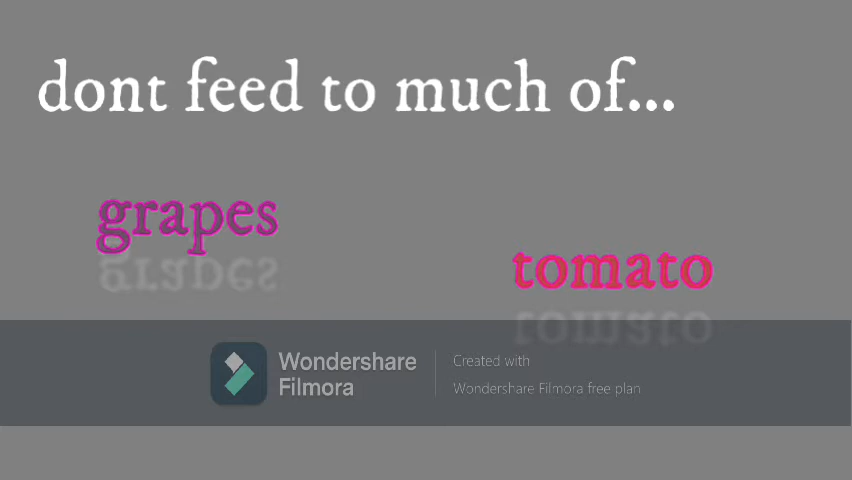 dont feed to much of...
grapes
tomato
Wondershare
Filmora
Created with
Wondershare Filmora free plan